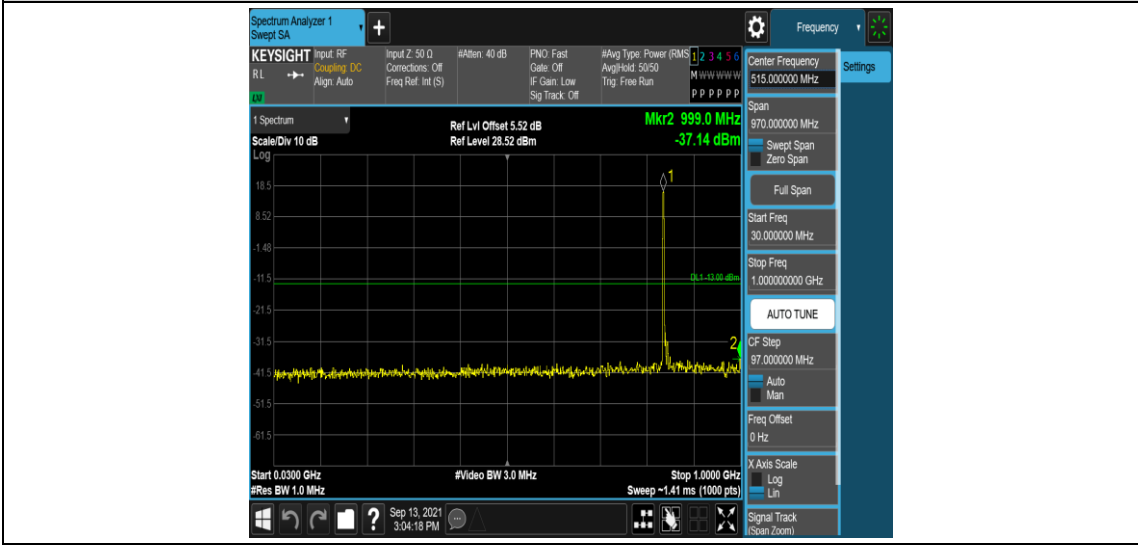 Spectrum Analyzer 1
Swept SA
+
Frequency
KEYSIGHT
RL
LM
Input: RF
Coupling: DC
Align: Auto
Input Z: 50 Ω
Corrections: Off
Freq Ref: Int (S)
#Atten: 40 dB
PNO: Fast
Gate: Off
IF Gain: Low
Sig Track: Off
#Avg Type: Power (RMS
Avg|Hold: 50/50
Trig: Free Run
1 2 3 4 5 6
M W W W W W
P P P P P P
1 Spectrum
Scale/Div 10 dB
Ref Lvl Offset 5.52 dB
Ref Level 28.52 dBm
Mkr2 999.0 MHz
-37.14 dBm
Log
1
18.5
8.52
-1.48
-11.5
DL1 -13.00 dBm
-21.5
-31.5
2
-41.5
-51.5
-61.5
Start 0.0300 GHz
#Video BW 3.0 MHz
Stop 1.0000 GHz
#Res BW 1.0 MHz
Sweep ~1.41 ms (1000 pts)
Sep 13, 2021
3:04:18 PM
?
Center Frequency
515.000000 MHz
Settings
Span
970.000000 MHz
Swept Span
Zero Span
Full Span
Start Freq
30.000000 MHz
Stop Freq
1.000000000 GHz
AUTO TUNE
CF Step
97.000000 MHz
Auto
Man
Freq Offset
0 Hz
X Axis Scale
Log
Lin
Signal Track
(Span Zoom)